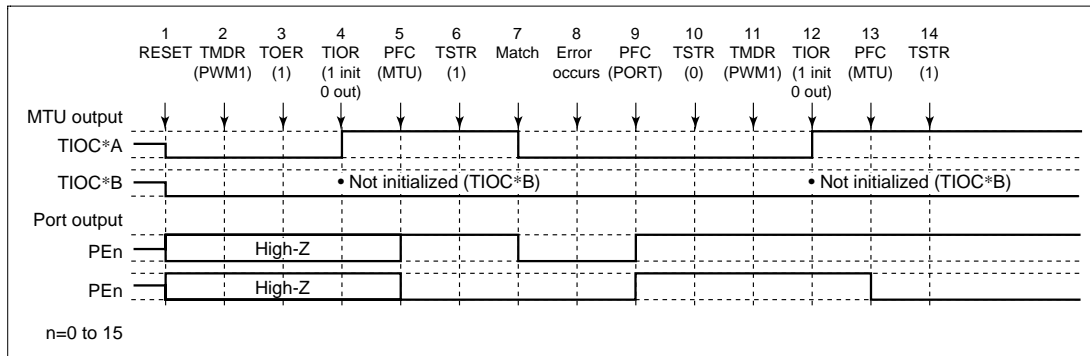 1 2 3 4 5 6 7 8 9 10 11 12 13 14
RESET TMDR TOER TIOR PFC TSTR Match Error PFC TSTR TMDR TIOR PFC TSTR
(PWM1) (1) (1 init (MTU) (1) occurs (PORT) (0) (PWM1) (1 init (MTU) (1)
0 out) 0 out)
MTU output
TIOC*A
TIOC*B • Not initialized (TIOC*B) • Not initialized (TIOC*B)
Port output
PEn High-Z
PEn High-Z
n=0 to 15